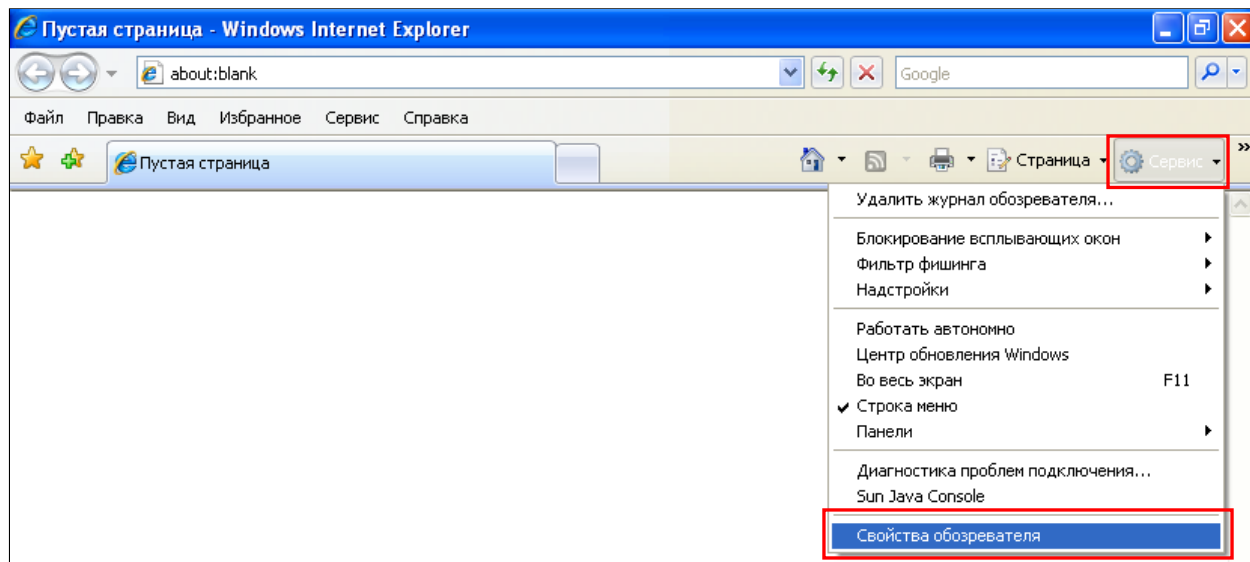 Пустая страница - Windows Internet Explorer
about:blank
Google
Файл Правка Вид Избранное Сервис Справка
Пустая страница
Страница
Сервис
»
Удалить журнал обозревателя...
Блокирование всплывающих окон
Фильтр фишинга
Надстройки
Работать автономно
Центр обновления Windows
Во весь экран F11
Строка меню
Панели
Диагностика проблем подключения...
Sun Java Console
Свойства обозревателя